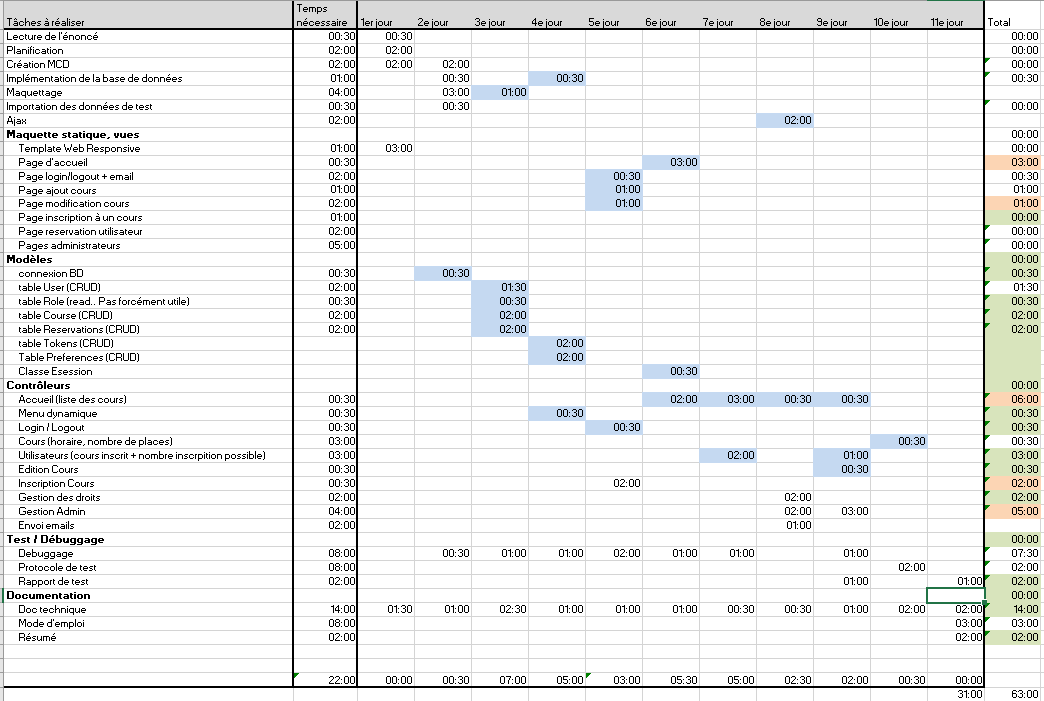 Temps
Tâches à réaliser nécessaire 1er jour 2e jour 3e jour 4e jour 5e jour 6e jour 7e jour 8e jour 9e jour 10e jour 11e jour Total
Lecture de l'énoncé 00:30 00:30 00:00
Planification 02:00 02:00 00:00
Création MCD 02:00 02:00 02:00 00:00
Implémentation de la base de données 01:00 00:30 00:30 00:30
Maquettage 04:00 03:00 01:00
Importation des données de test 00:30 00:30 00:00
Ajax 02:00 02:00
Maquette statique, vues 00:00
Template Web Responsive 01:00 03:00 00:00
Page d'accueil 00:30 03:00 03:00
Page login/logout + email 02:00 00:30 00:30
Page ajout cours 01:00 01:00 01:00
Page modification cours 02:00 01:00 01:00
Page inscription à un cours 01:00 00:00
Page reservation utilisateur 02:00 00:00
Pages administrateurs 05:00 00:00
Modèles 00:00
connexion BD 00:30 00:30 00:30
table User (CRUD) 02:00 01:30 01:30
table Role (read.. Pas forcément utile) 00:30 00:30 00:30
table Course (CRUD) 02:00 02:00 02:00
table Reservations (CRUD) 02:00 02:00 02:00
table Tokens (CRUD) 02:00
Table Preferences (CRUD) 02:00
Classe Esession 00:30
Contrôleurs 00:00
Accueil (liste des cours) 00:30 02:00 03:00 00:30 00:30 06:00
Menu dynamique 00:30 00:30 00:30
Login / Logout 00:30 00:30 00:30
Cours (horaire, nombre de places) 03:00 00:30 00:30
Utilisateurs (cours inscrit + nombre inscrpition possible) 03:00 02:00 01:00 03:00
Edition Cours 00:30 00:30 00:30
Inscription Cours 00:30 02:00 02:00
Gestion des droits 02:00 02:00 02:00
Gestion Admin 04:00 02:00 03:00 05:00
Envoi emails 02:00 01:00
Test / Débuggage 00:00
Debuggage 08:00 00:30 01:00 01:00 02:00 01:00 01:00 01:00 07:30
Protocole de test 08:00 02:00 02:00
Rapport de test 02:00 01:00 01:00 02:00
Documentation 00:00
Doc technique 14:00 01:30 01:00 02:30 01:00 01:00 01:00 00:30 00:30 01:00 02:00 02:00 14:00
Mode d'emploi 08:00 03:00 03:00
Résumé 02:00 02:00 02:00
22:00 00:00 00:30 07:00 05:00 03:00 05:30 05:00 02:30 02:00 00:30 00:00
31:00 63:00